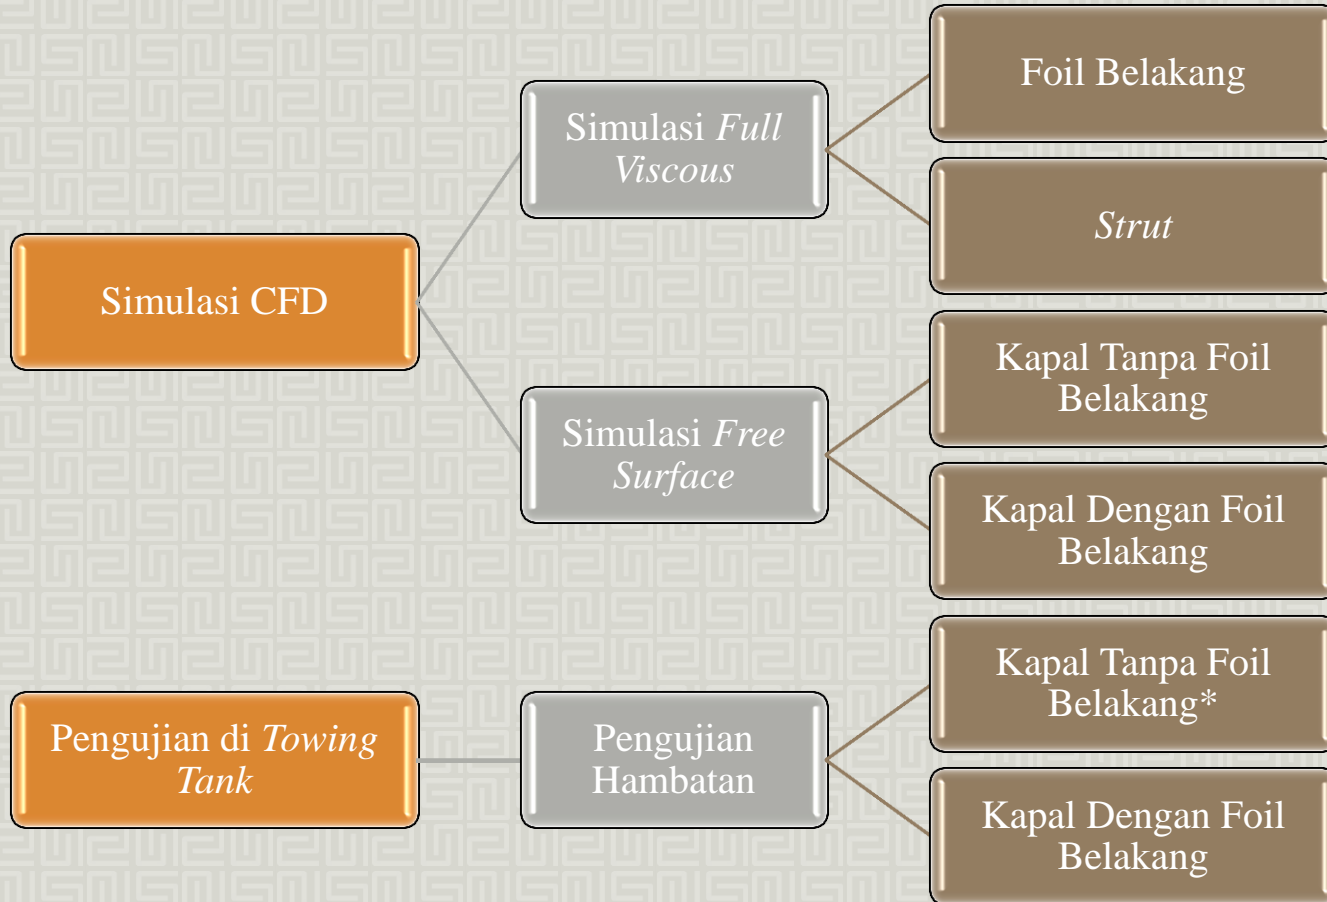 Simulasi CFD
Simulasi Full
Viscous
Foil Belakang
Strut
Simulasi Free
Surface
Kapal Tanpa Foil
Belakang
Kapal Dengan Foil
Belakang
Pengujian di Towing
Tank
Pengujian
Hambatan
Kapal Tanpa Foil
Belakang*
Kapal Dengan Foil
Belakang